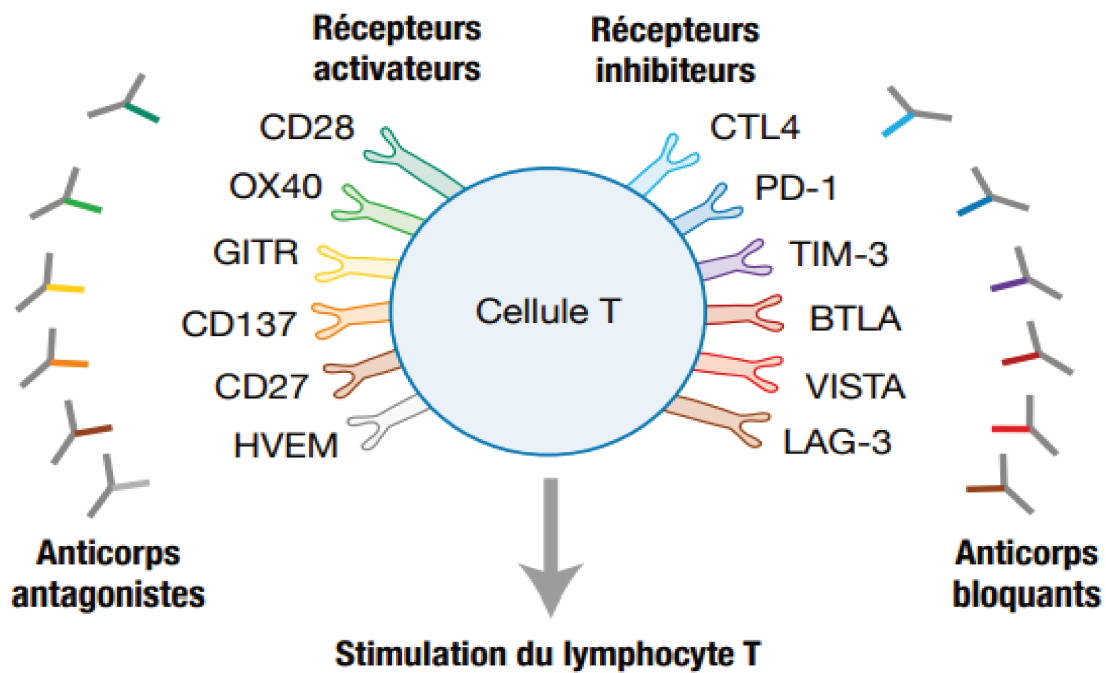 Récepteurs
activateurs
Récepteurs
inhibiteurs
CD28
CTL4
OX40
PD-1
GITR
TIM-3
Cellule T
CD137
BTLA
CD27
VISTA
HVEM
LAG-3
Anticorps
antagonistes
Anticorps
bloquants
Stimulation du lymphocyte T